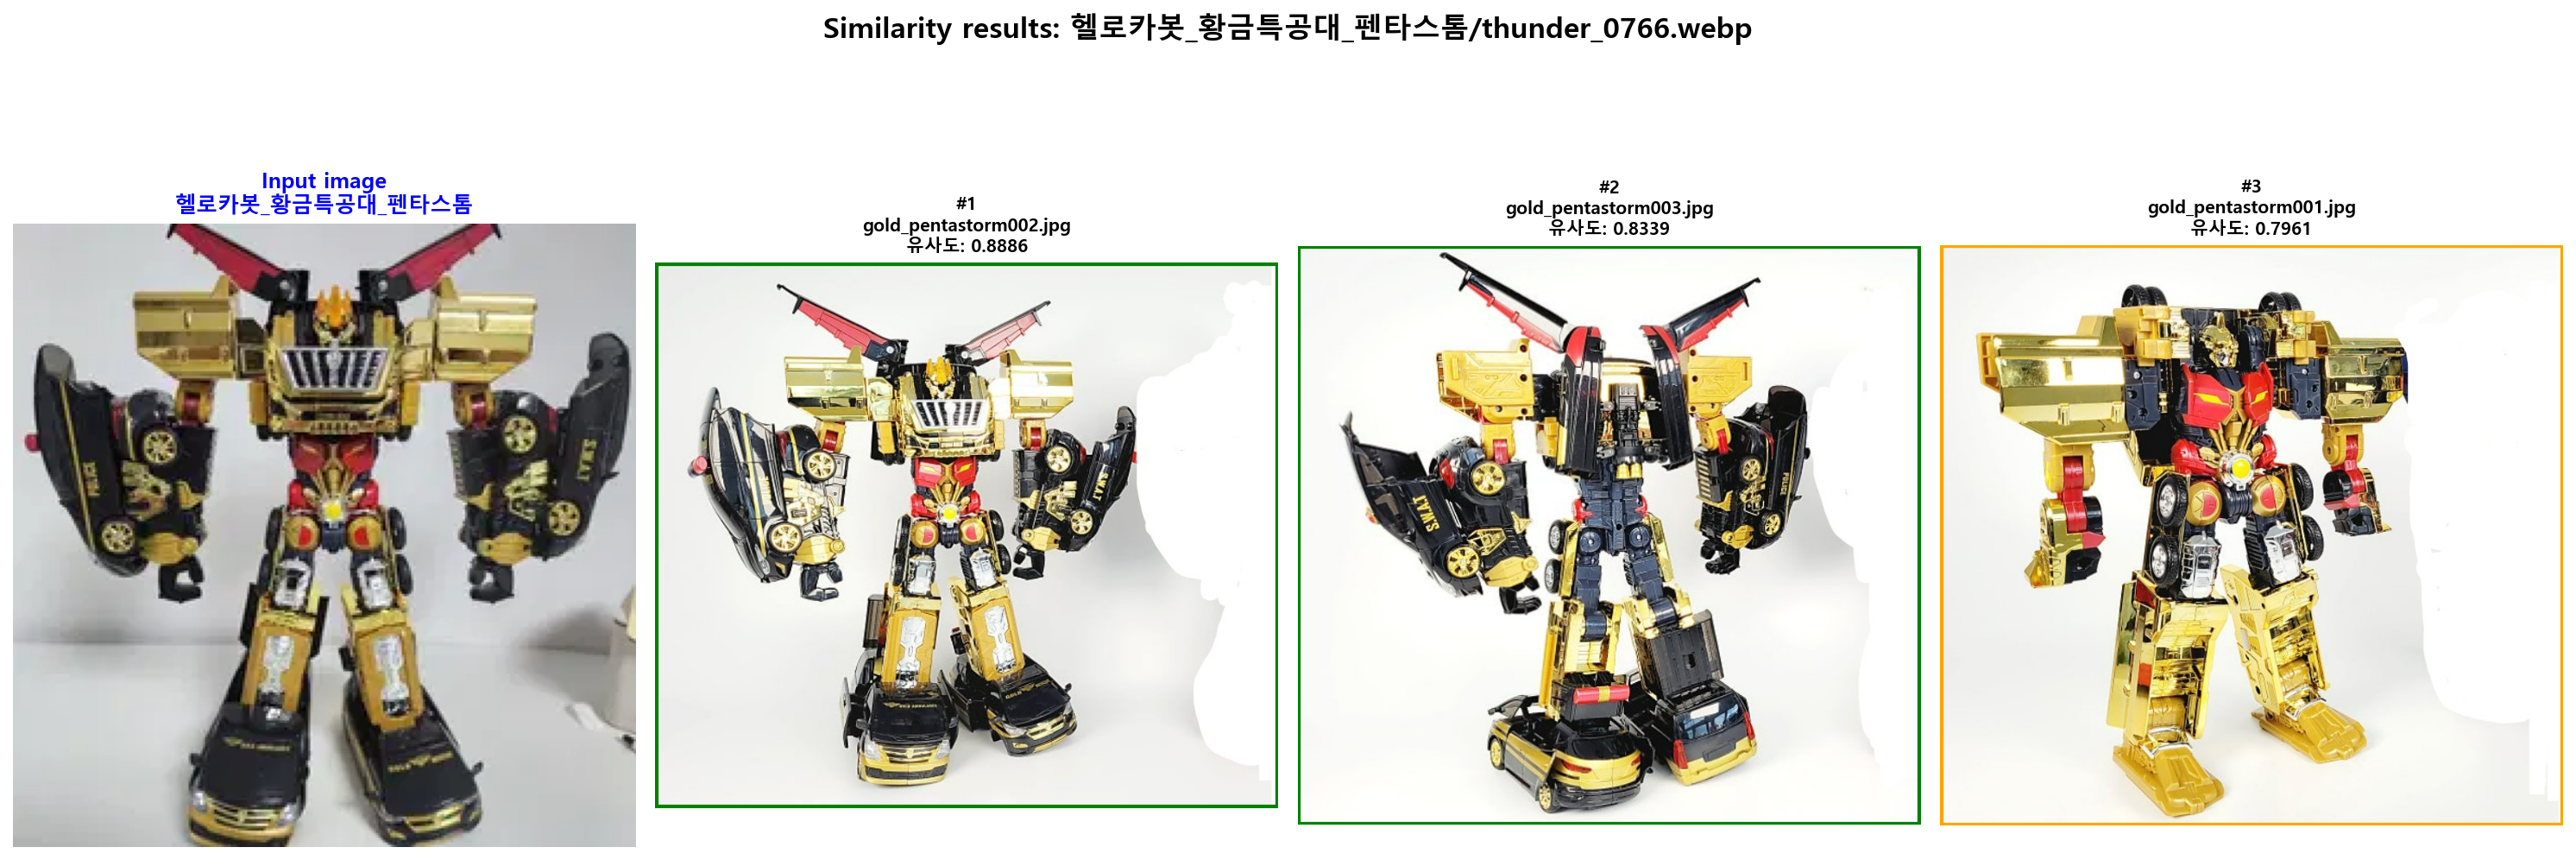 Similarity results: 헬로카봇_황금특공대_펜타스톰/thunder_0766.webp
Input image
헬로카봇_황금특공대_펜타스톰
#1
gold_pentastorm002.jpg
유사도: 0.8886
#2
gold_pentastorm003.jpg
유사도: 0.8339
#3
gold_pentastorm001.jpg
유사도: 0.7961
POLICE
S.W.A.T
S.W.A.T
S.W.A.T
POLICE